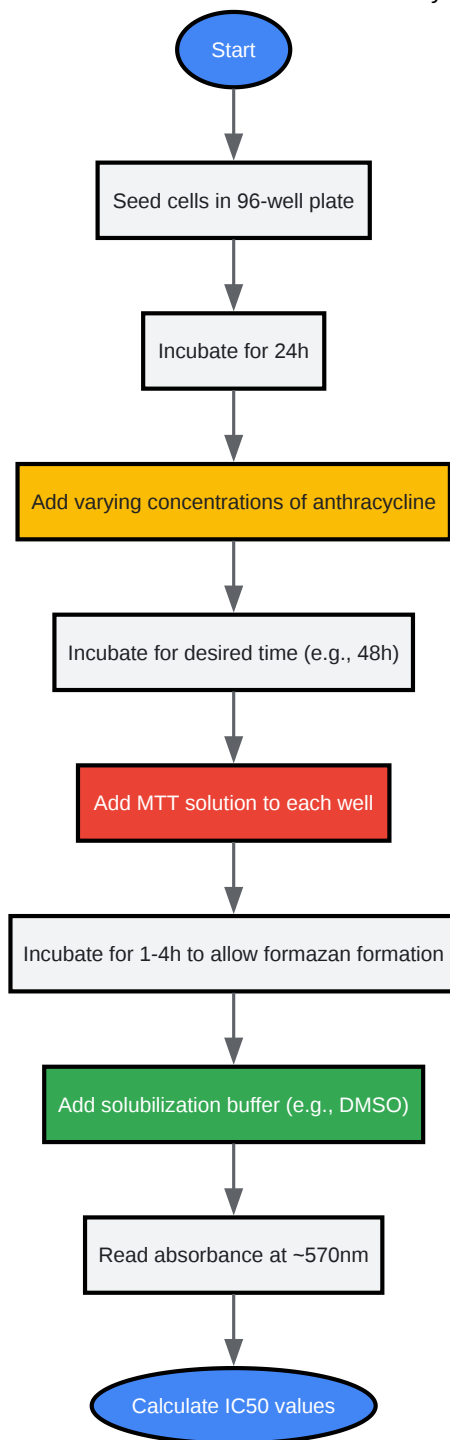 Start
Seed cells in 96-well plate
Incubate for 24h
Add varying concentrations of anthracycline
Incubate for desired time (e.g., 48h)
Add MTT solution to each well
Incubate for 1-4h to allow formazan formation
Add solubilization buffer (e.g., DMSO)
Read absorbance at ~570nm
Calculate IC50 values